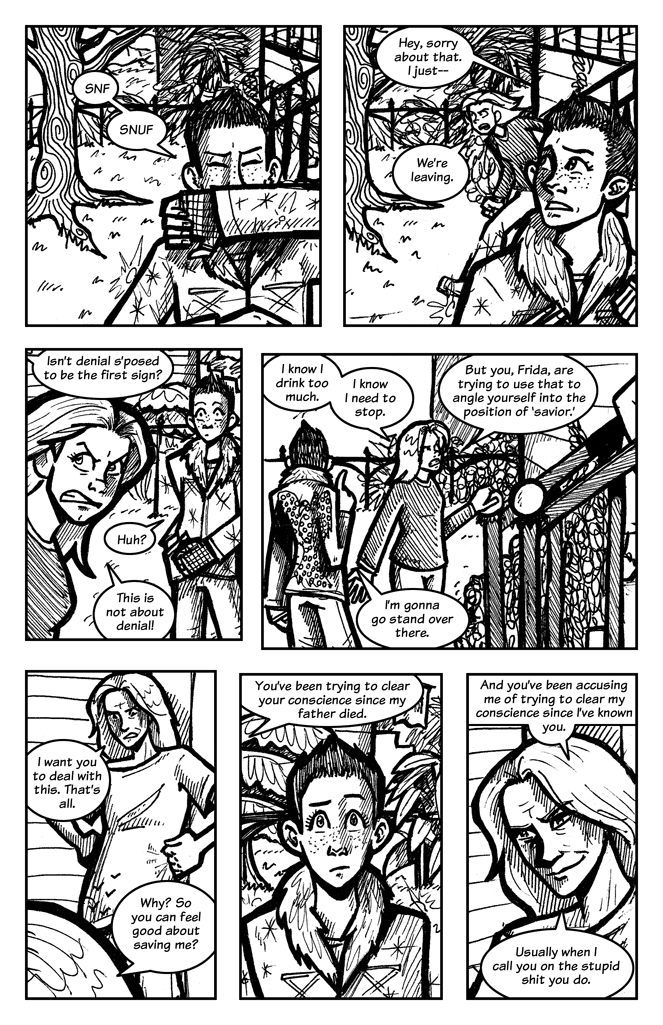 SNF
SNUF
Hey, sorry
about that.
I just--
We're
leaving.
Isn't denial s'posed
to be the first sign?
Huh?
This is
not about
denial!
I know I
drink too
much.
I know
I need to
stop.
But you, Frida, are
trying to use that to
angle yourself into the
position of 'savior.'
I'm gonna
go stand over
there.
I want you
to deal with
this. That's
all.
Why? So
you can feel
good about
saving me?
You've been trying to clear
your conscience since my
father died.
And you've been accusing
me of trying to clear my
conscience since I've known
you.
Usually when I
call you on the stupid
shit you do.